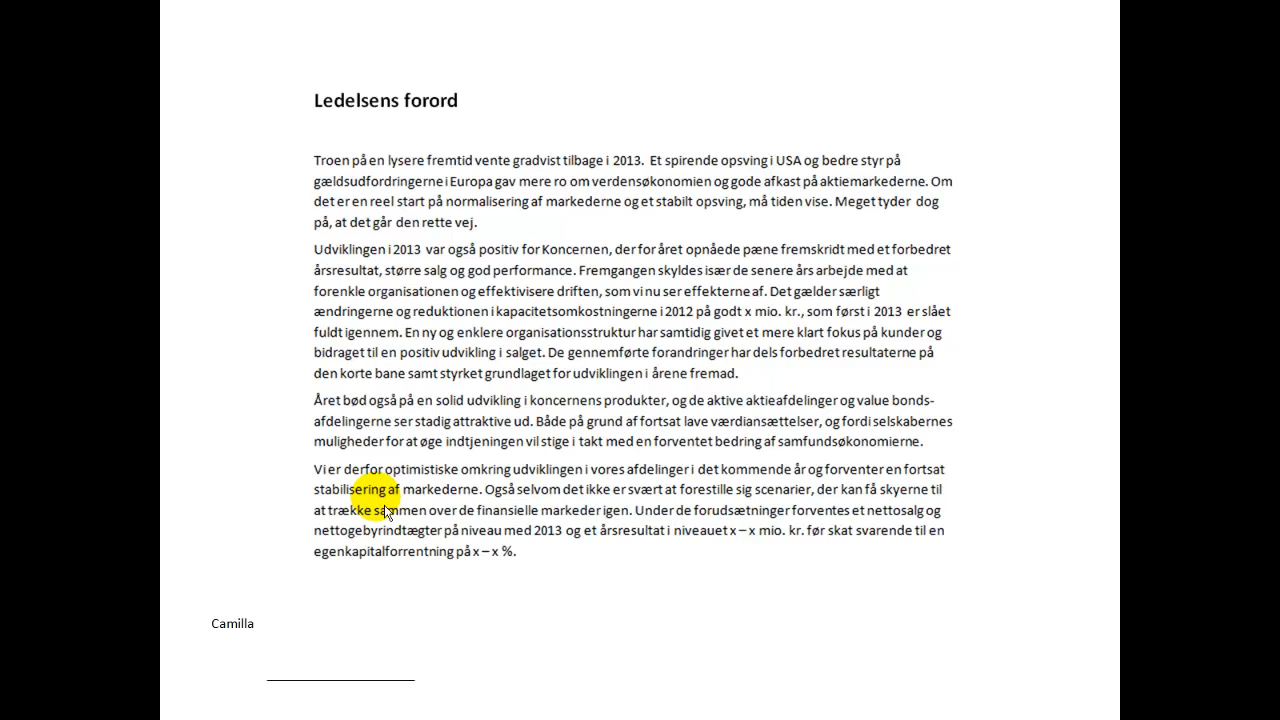 Ledelsens forord
Troen på en lysere fremtid vente gradvist tilbage i 2013. Et spirende opsving i USA og bedre styr på
gældsudfordringerne i Europa gav mere ro om verdensøkonomien og gode afkast på aktiemarkederne. Om
det er en reel start på normalisering af markederne og et stabilt opsving, må tiden vise. Meget tyder dog
på, at det går den rette vej.
Udviklingen i 2013 var også positiv for Koncernen, der for året opnåede pæne fremskridt med et forbedret
årsresultat, større salg og god performance. Fremgangen skyldes især de senere års arbejde med at
forenkle organisationen og effektivisere driften, som vi nu ser effekterne af. Det gælder særligt
ændringerne og reduktionen i kapacitetsomkostningerne i 2012 på godt x mio. kr., som først i 2013 er slået
fuldt igennem. En ny og enklere organisationsstruktur har samtidig givet et mere klart fokus på kunder og
bidraget til en positiv udvikling i salget. De gennemførte forandringer har dels forbedret resultaterne på
den korte bane samt styrket grundlaget for udviklingen i årene fremad.
Året bød også på en solid udvikling i koncernens produkter, og de aktive aktieafdelinger og value bonds-
afdelingerne ser stadig attraktive ud. Både på grund af fortsat lave værdiansættelser, og fordi selskabernes
muligheder for at øge indtjeningen vil stige i takt med en forventet bedring af samfundsøkonomierne.
Vi er derfor optimistiske omkring udviklingen i vores afdelinger i det kommende år og forventer en fortsat
stabilisering af markederne. Også selvom det ikke er svært at forestille sig scenarier, der kan få skyerne til
at trække sammen over de finansielle markeder igen. Under de forudsætninger forventes et nettosalg og
nettogebyrindtægter på niveau med 2013 og et årsresultat i niveauet x – x mio. kr. før skat svarende til en
egenkapitalforrentning på x – x %.
Camilla